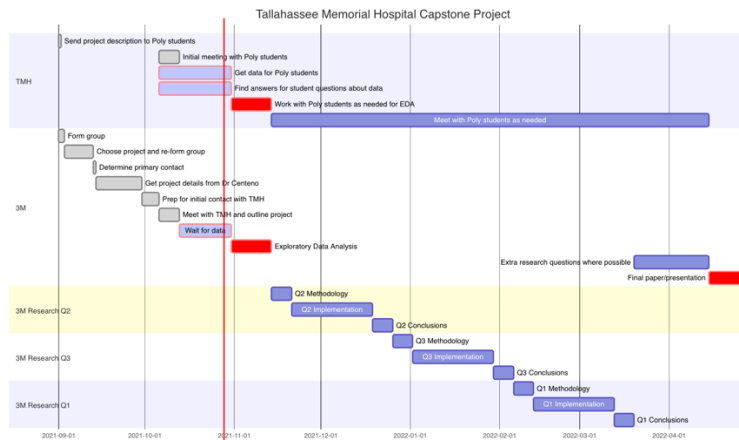 Tallahassee Memorial Hospital Capstone Project
TMH
Send project description to Poly students
Initial meeting with Poly students
Get data for Poly students
Find answers for student questions about data
Work with Poly students as needed for EDA
Meet with Poly students as needed
3M
Form group
Choose project and re-form group
Determine primary contact
Get project details from Dr Centeno
Prep for initial contact with TMH
Meet with TMH and outline project
Wait for data
Exploratory Data Analysis
Extra research questions where possible
Final paper/presentation
3M Research Q2
Q2 Methodology
Q2 Implementation
Q2 Conclusions
3M Research Q3
Q3 Methodology
Q3 Implementation
Q3 Conclusions
3M Research Q1
Q1 Methodology
Q1 Implementation
Q1 Conclusions
2021-09-01 2021-10-01 2021-11-01 2021-12-01 2022-01-01 2022-02-01 2022-03-01 2022-04-01